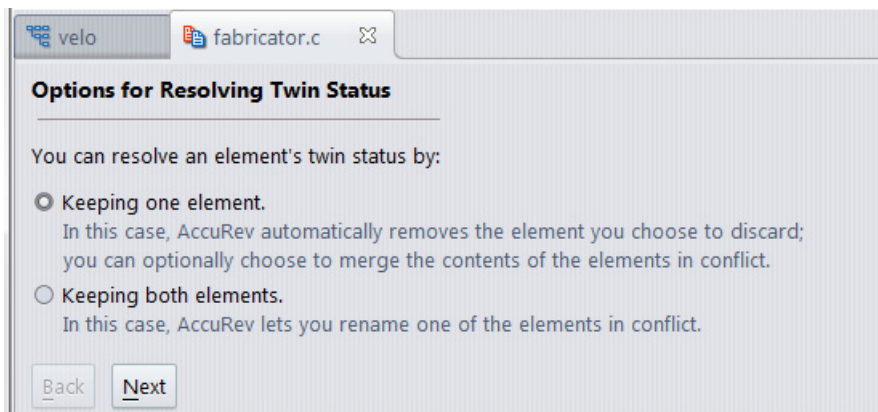 velo
fabricator.c
Options for Resolving Twin Status
You can resolve an element's twin status by:
Keeping one element.
In this case, AccuRev automatically removes the element you choose to discard;
you can optionally choose to merge the contents of the elements in conflict.
Keeping both elements.
In this case, AccuRev lets you rename one of the elements in conflict.
Back Next